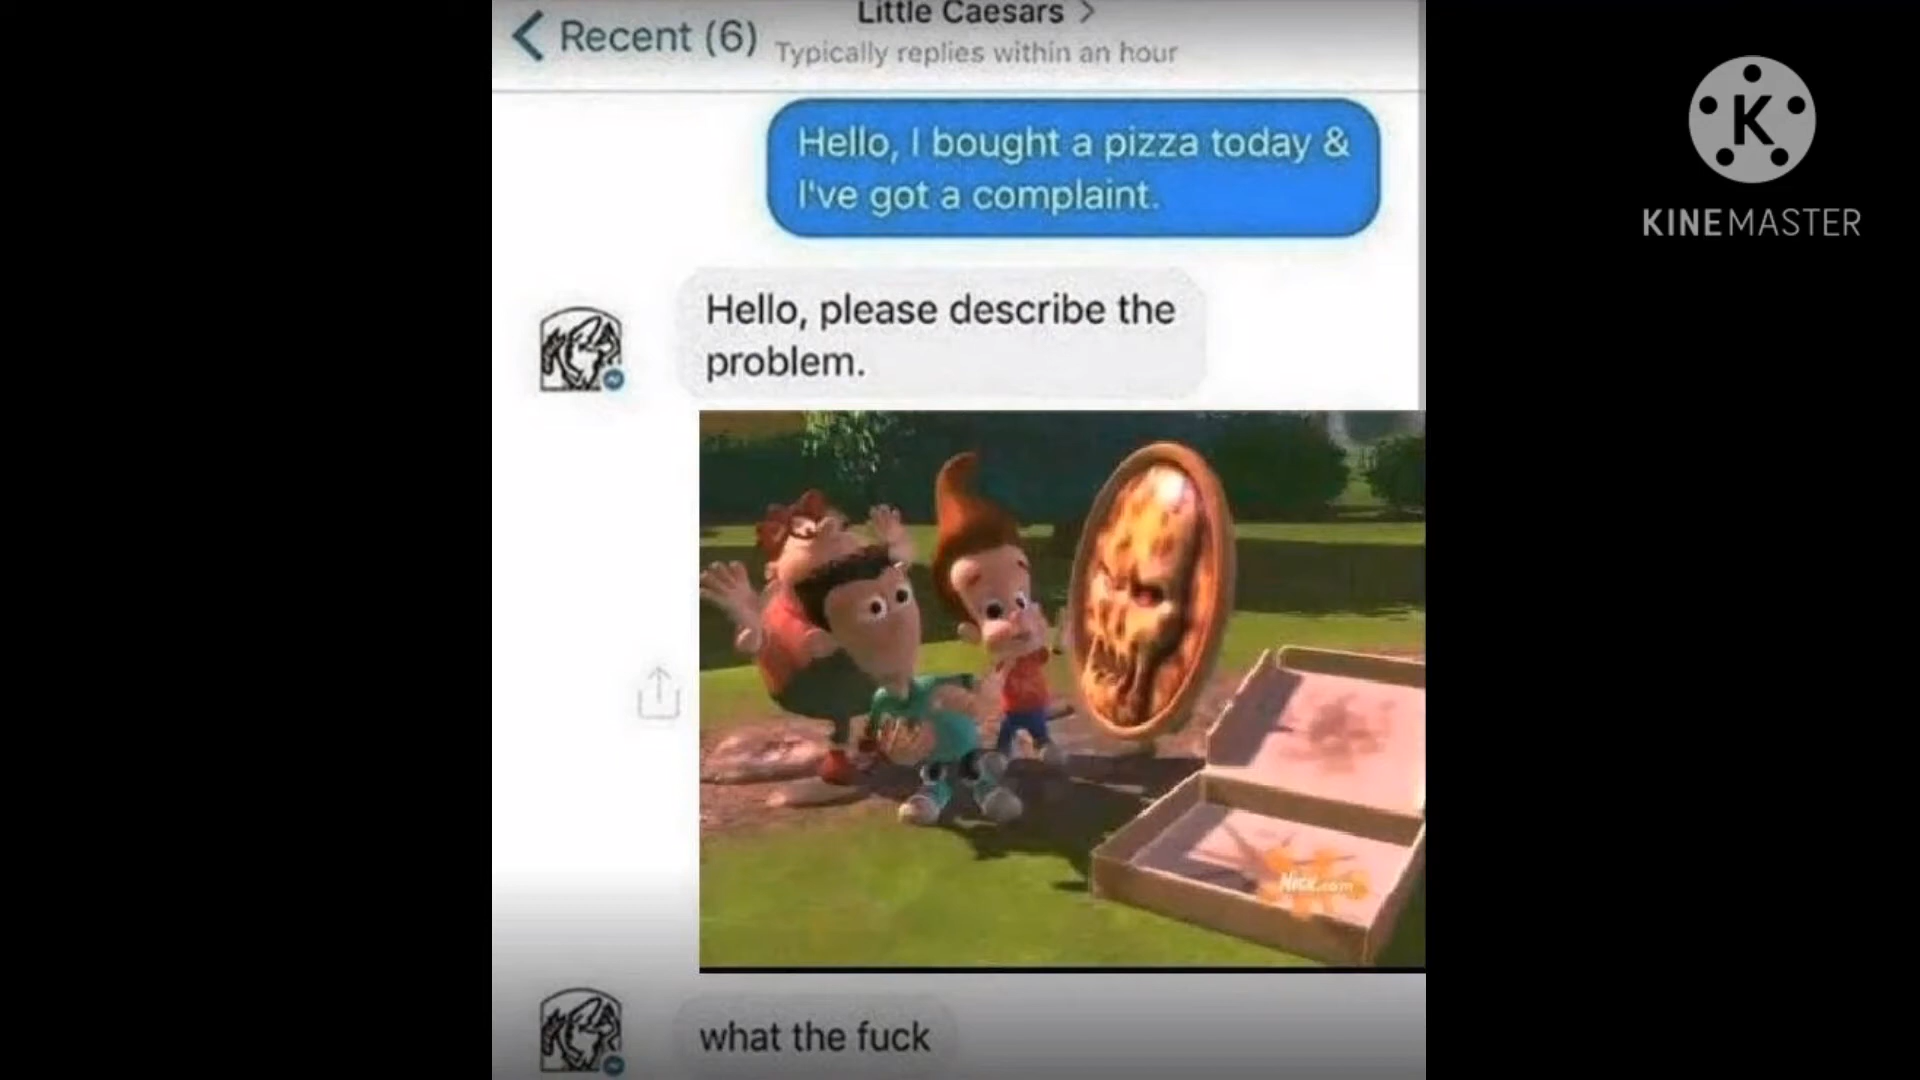 Little Caesars >
Recent (6)
Typically replies within an hour
Hello, I bought a pizza today &
I've got a complaint.
Hello, please describe the
problem.
Nick.com
what the fuck
K
KINEMASTER